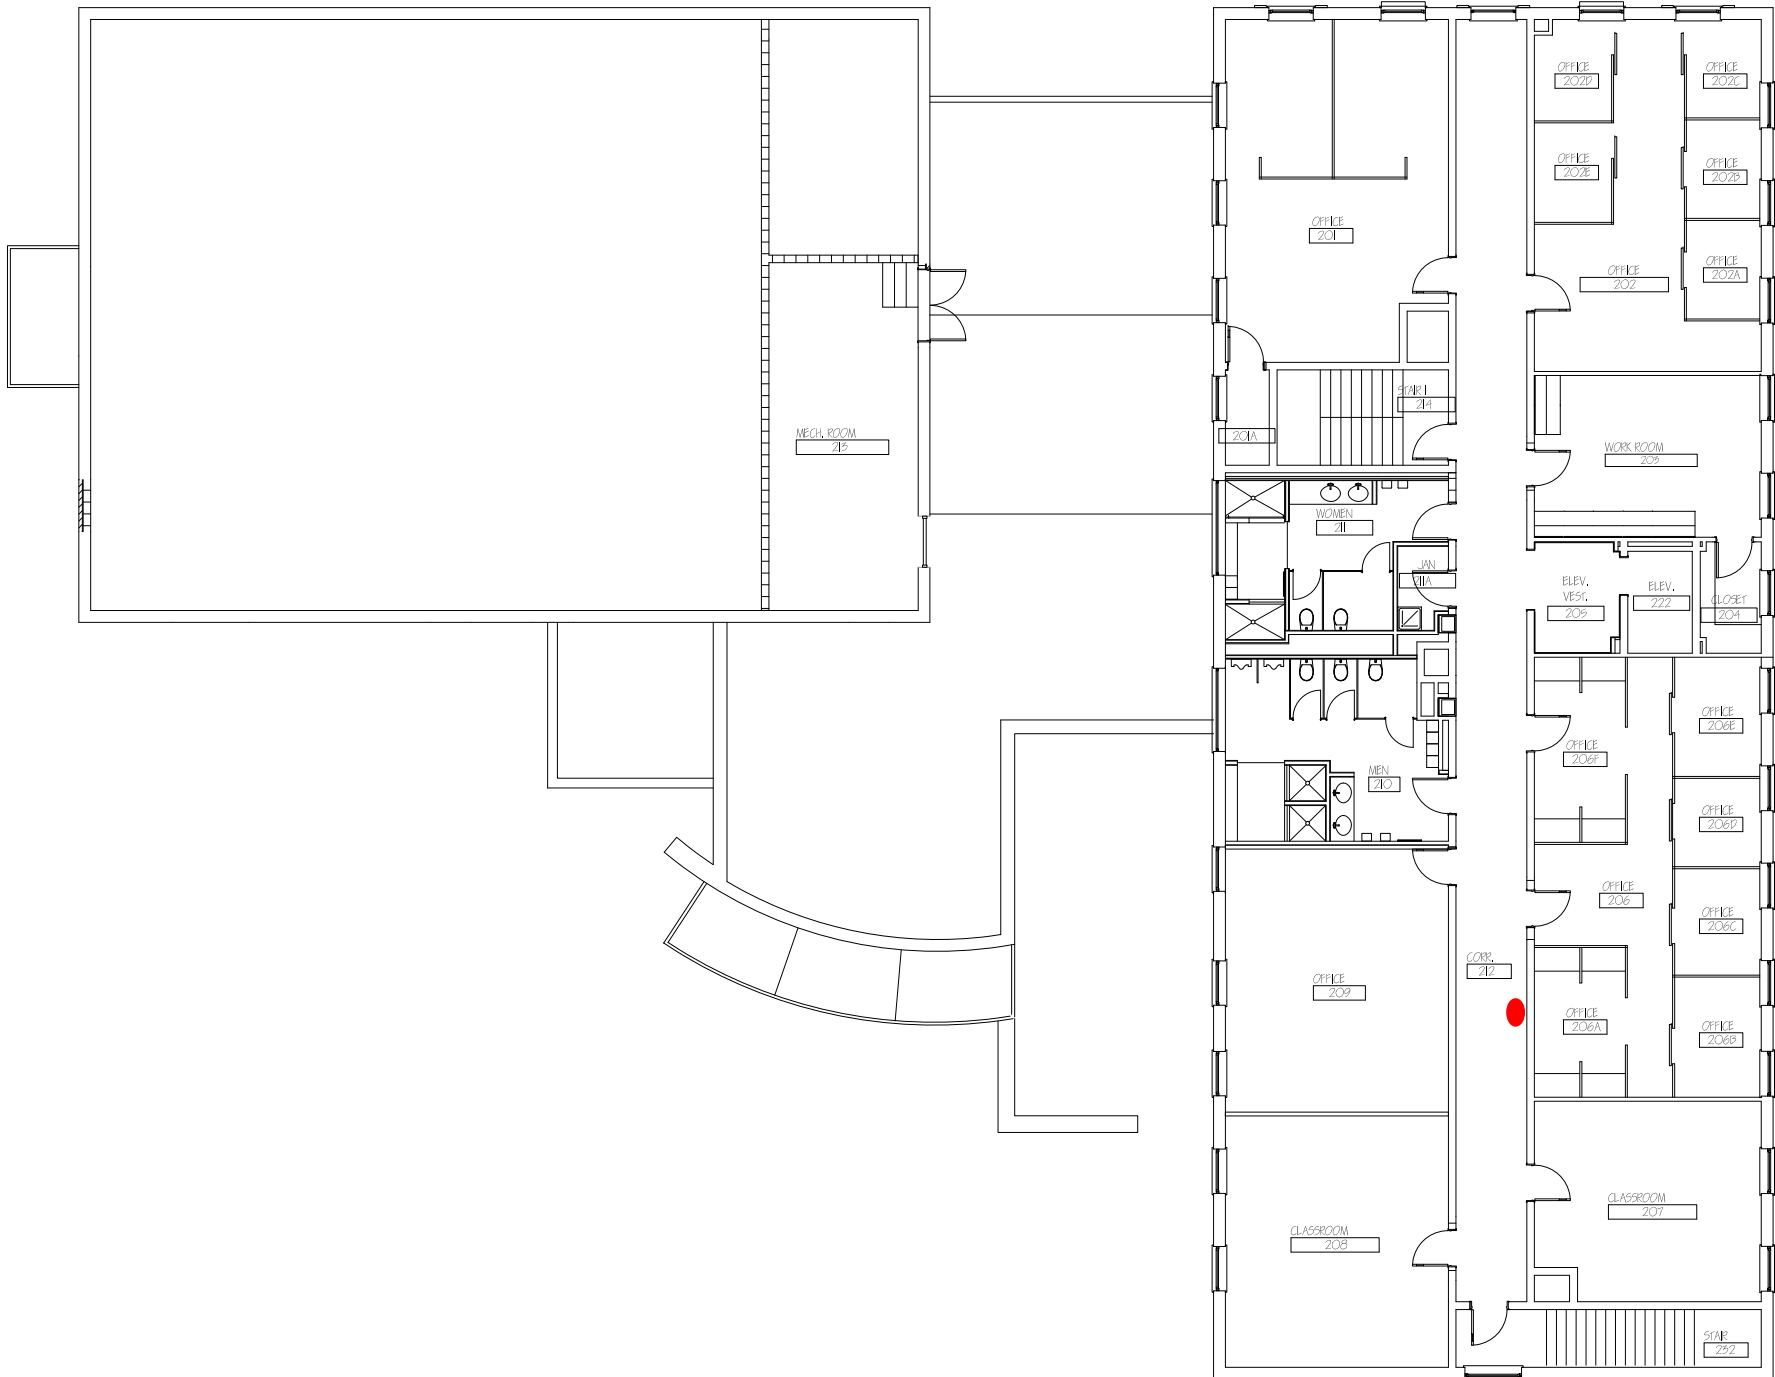 OFFICE
202D
OFFICE
202C
OFFICE
202E
OFFICE
202B
OFFICE
201
OFFICE
202
OFFICE
202A
STAIR 1
214
201A
MECH. ROOM
213
WORK ROOM
203
WOMEN
211
JAN
211A
ELEV.
VEST.
205
ELEV.
222
CLOSET
204
OFFICE
206E
OFFICE
206F
MEN
210
OFFICE
206D
OFFICE
206
OFFICE
206C
CORR.
212
OFFICE
209
OFFICE
206A
OFFICE
206B
CLASSROOM
207
CLASSROOM
208
STAIR
232